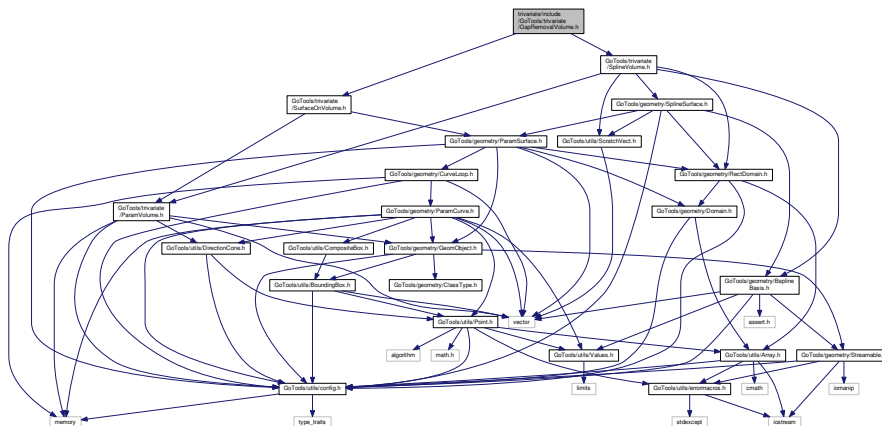 trivariate/include
/GoTools/trivariate
/GapRemovalVolume.h
GoTools/trivariate
/SplineVolume.h
GoTools/trivariate
/SurfaceOnVolume.h
GoTools/geometry/SplineSurface.h
GoTools/geometry/ParamSurface.h
GoTools/utils/ScratchVect.h
GoTools/geometry/CurveLoop.h
GoTools/geometry/RectDomain.h
GoTools/trivariate
/ParamVolume.h
GoTools/geometry/ParamCurve.h
GoTools/geometry/Domain.h
GoTools/utils/DirectionCone.h
GoTools/utils/CompositeBox.h
GoTools/geometry/GeomObject.h
GoTools/utils/BoundingBox.h
GoTools/geometry/ClassType.h
GoTools/geometry/Bspline
Basis.h
GoTools/utils/Point.h
vector
assert.h
algorithm
math.h
GoTools/utils/Values.h
GoTools/utils/Array.h
GoTools/geometry/Streamable.h
GoTools/utils/config.h
limits
GoTools/utils/errormacros.h
cmath
iomanip
memory
type_traits
stdexcept
iostream